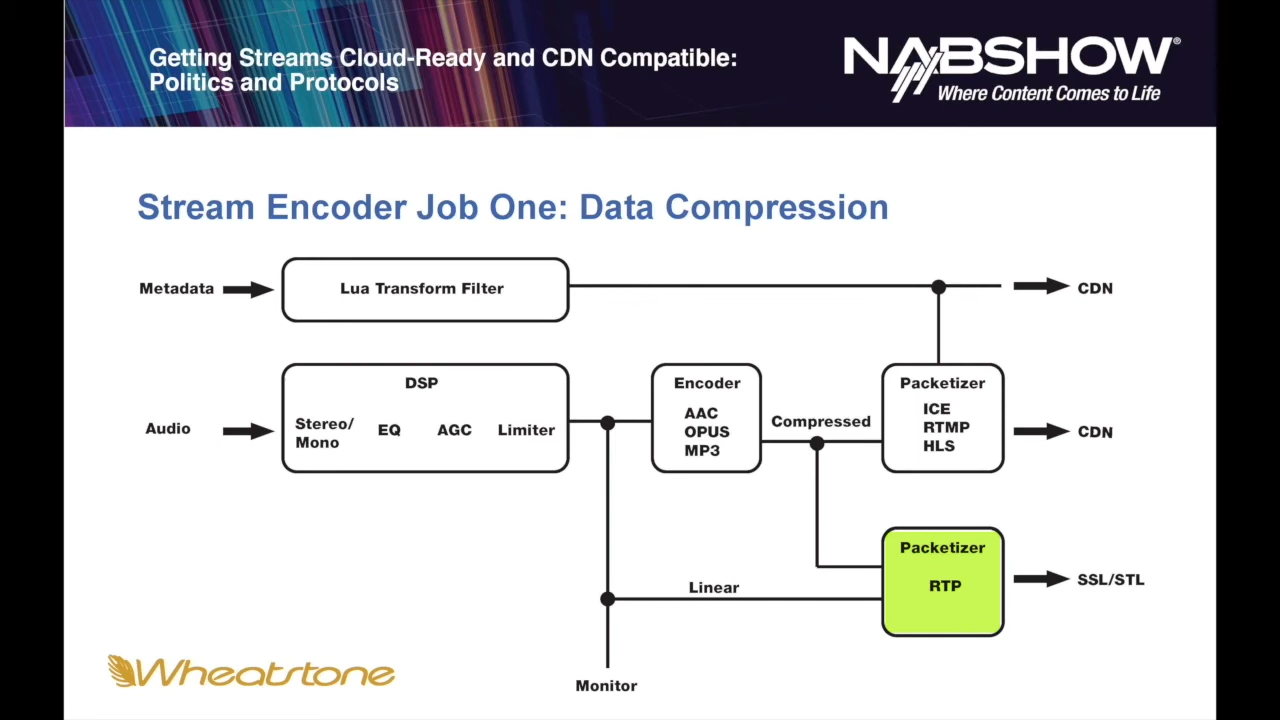 Getting Streams Cloud-Ready and CDN Compatible:
Politics and Protocols
NABSHOW®
Where Content Comes to Life
Stream Encoder Job One: Data Compression
Metadata
Lua Transform Filter
CDN
Audio
DSP
Stereo/
Mono
EQ
AGC
Limiter
Encoder
AAC
OPUS
MP3
Compressed
Packetizer
ICE
RTMP
HLS
CDN
Linear
Packetizer
RTP
SSL/STL
Monitor
Wheatstone